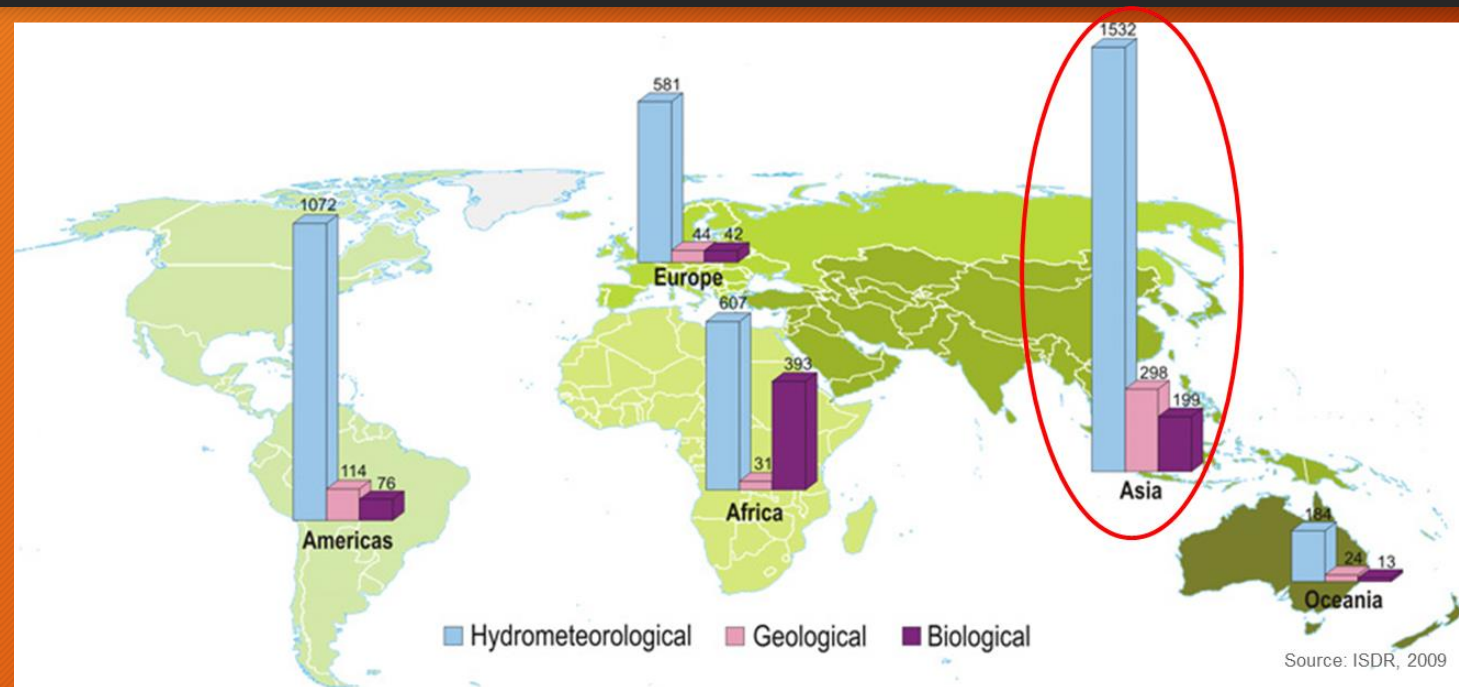 1532
581
1072
44 42
Europe
607
393
298
199
31
114
76
Asia
Africa
Americas
184
24 13
Oceania
Hydrometeorological Geological Biological
Source: ISDR, 2009